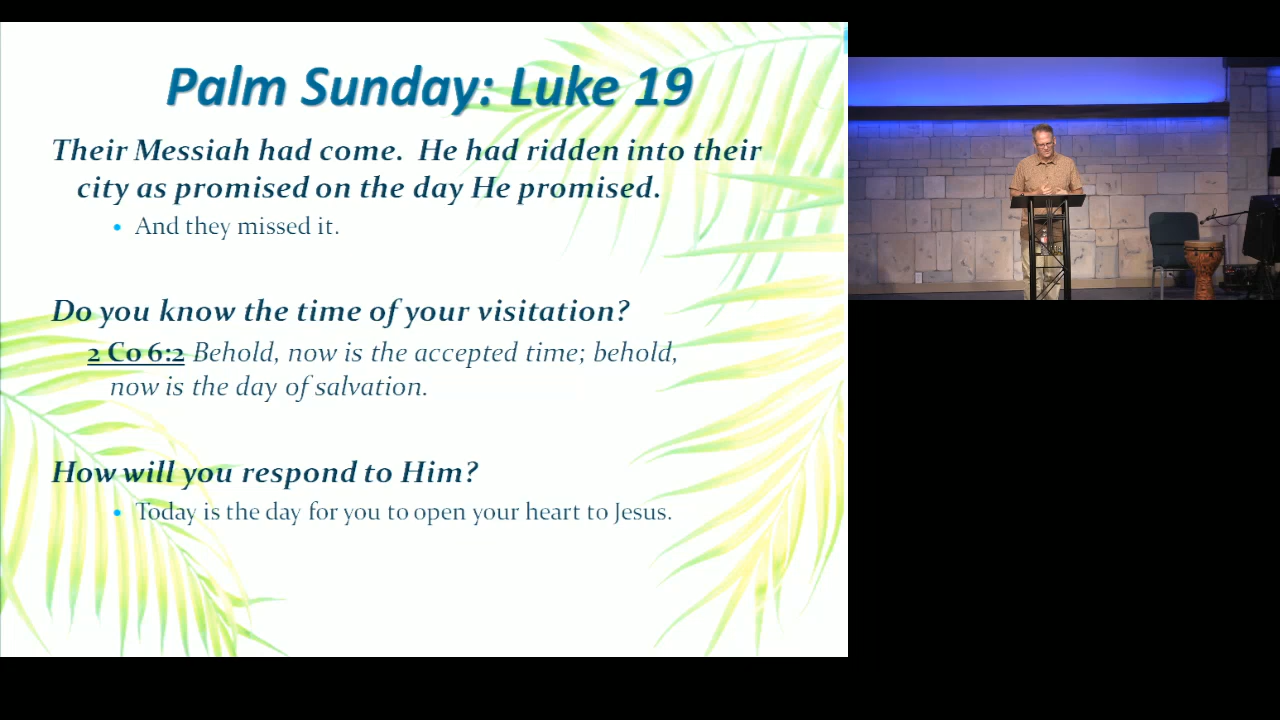 Palm Sunday: Luke 19
Their Messiah had come.  He had ridden into their
city as promised on the day He promised.
• And they missed it.
Do you know the time of your visitation?
2 Co 6:2 Behold, now is the accepted time; behold,
now is the day of salvation.
How will you respond to Him?
• Today is the day for you to open your heart to Jesus.